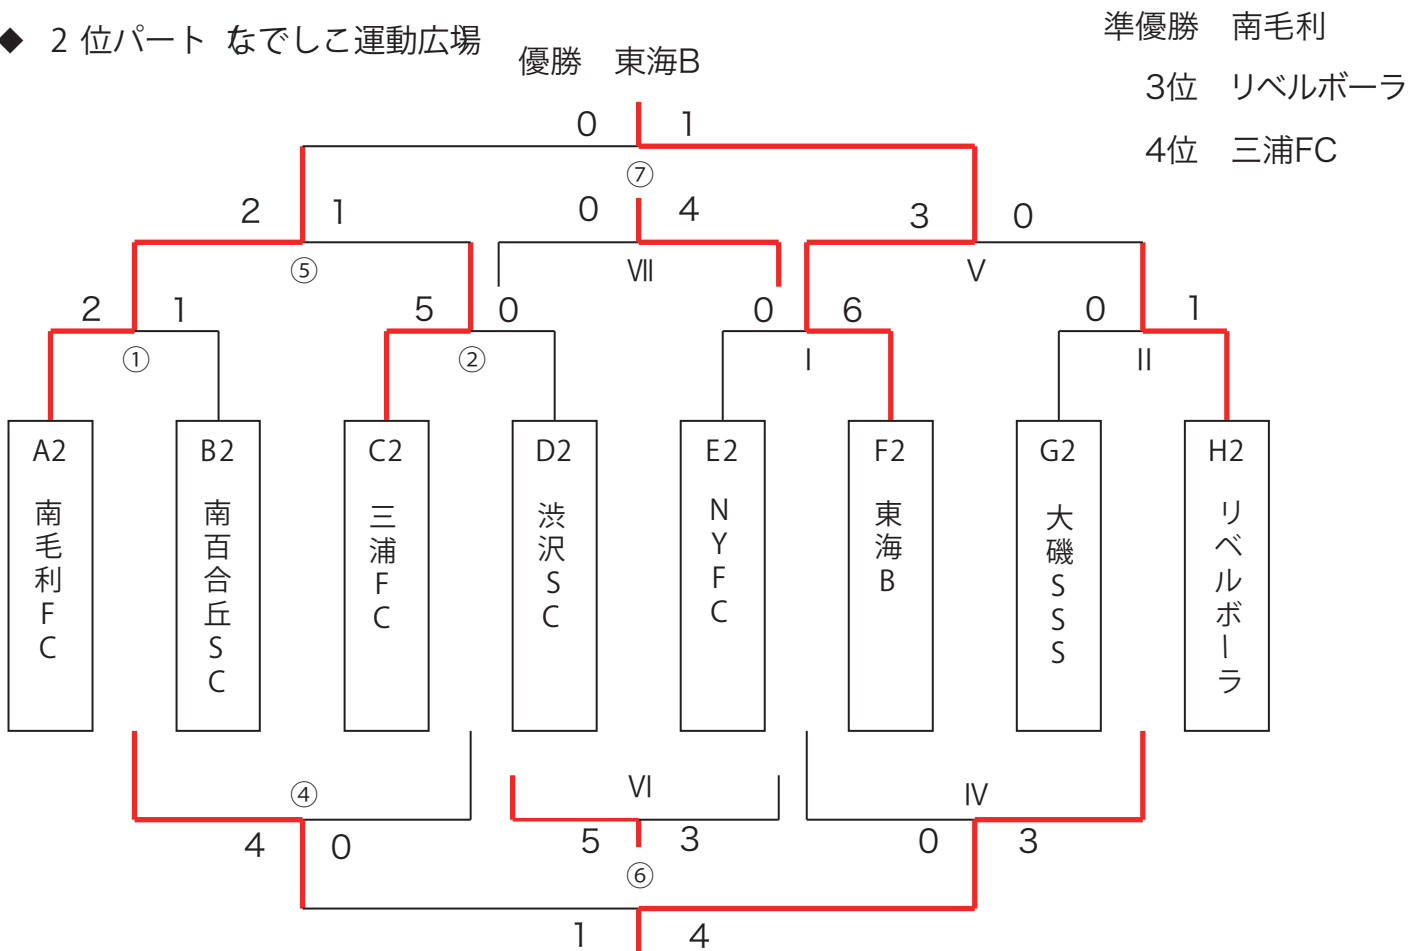 ◆ 2 位パート なでしこ運動広場
優勝 東海B
準優勝 南毛利
3位 リベルボーラ
4位 三浦FC
0 1
⑦
2 1
0 4
3 0
⑤
Ⅶ
Ⅴ
2 1
5 0
0 6
0 1
①
②
Ⅰ
Ⅱ
A2 南毛利FC
B2 南百合丘SC
C2 三浦FC
D2 渋沢SC
E2 NYFC
F2 東海B
G2 大磯SSS
H2 リベルボーラ
④
Ⅵ
Ⅳ
4 0
5 3
0 3
⑥
1 4